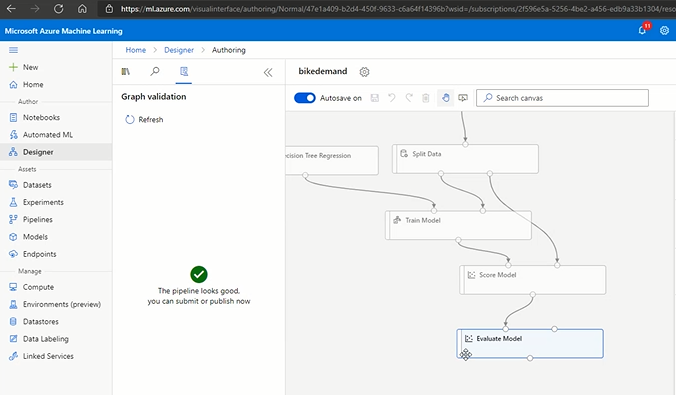 https://ml.azure.com/visualinterface/authoring/Normal/47e1a409-b2d4-450f-9633-c6a64f14396b?wsid=/subscriptions/2f596e5a-5256-4be2-a456-edb9a33b1304/reso
Microsoft Azure Machine Learning
11
Home > Designer > Authoring
New
Home
Author
Notebooks
Automated ML
Designer
Assets
Datasets
Experiments
Pipelines
Models
Endpoints
Manage
Compute
Environments (preview)
Datastores
Data Labeling
Linked Services
Graph validation
Refresh
The pipeline looks good,
you can submit or publish now
bikedemand
Autosave on
Search canvas
ecision Tree Regression
Split Data
Train Model
Score Model
Evaluate Model